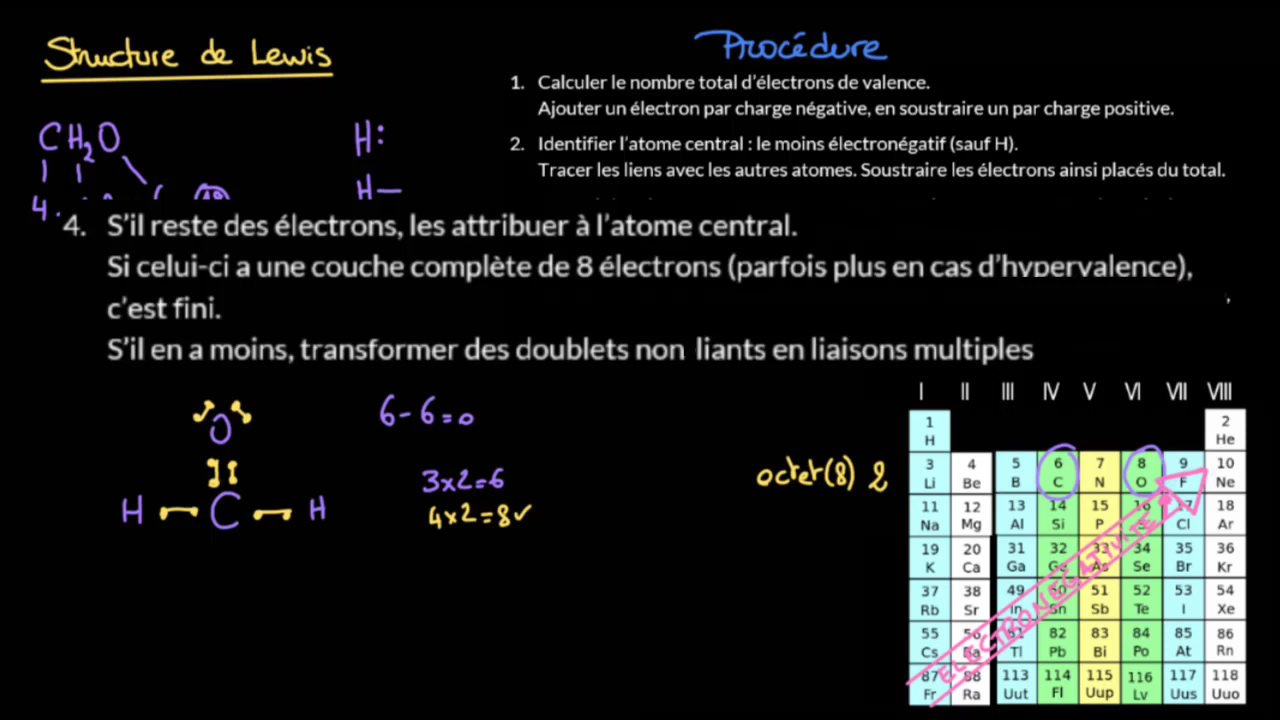 Structure de Lewis
Procédure
1. Calculer le nombre total d'électrons de valence.
Ajouter un électron par charge négative, en soustraire un par charge positive.
2. Identifier l'atome central : le moins électronégatif (sauf H).
Tracer les liens avec les autres atomes. Soustraire les électrons ainsi placés du total.
CH₂O
H:
H—
4.
4. S'il reste des électrons, les attribuer à l'atome central.
Si celui-ci a une couche complète de 8 électrons (parfois plus en cas d'hypervalence),
c'est fini.
S'il en a moins, transformer des doublets non liants en liaisons multiples
O
H C H
6-6=0
3x2=6
4x2=8✓
octet(8) 2
I II III IV V VI VII VIII
1 2
H He
3 4 5 6 7 8 9 10
Li Be B C N O F Ne
11 12 13 14 15 16 17 18
Na Mg Al Si P S Cl Ar
19 20 31 32 33 34 35 36
K Ca Ga Ge As Se Br Kr
37 38 49 50 51 52 53 54
Rb Sr In Sn Sb Te I Xe
55 56 81 82 83 84 85 86
Cs Ba Tl Pb Bi Po At Rn
87 88 113 114 115 116 117 118
Fr Ra Uut Fl Uup Lv Uus Uuo
ELECTRONEGATIVITE